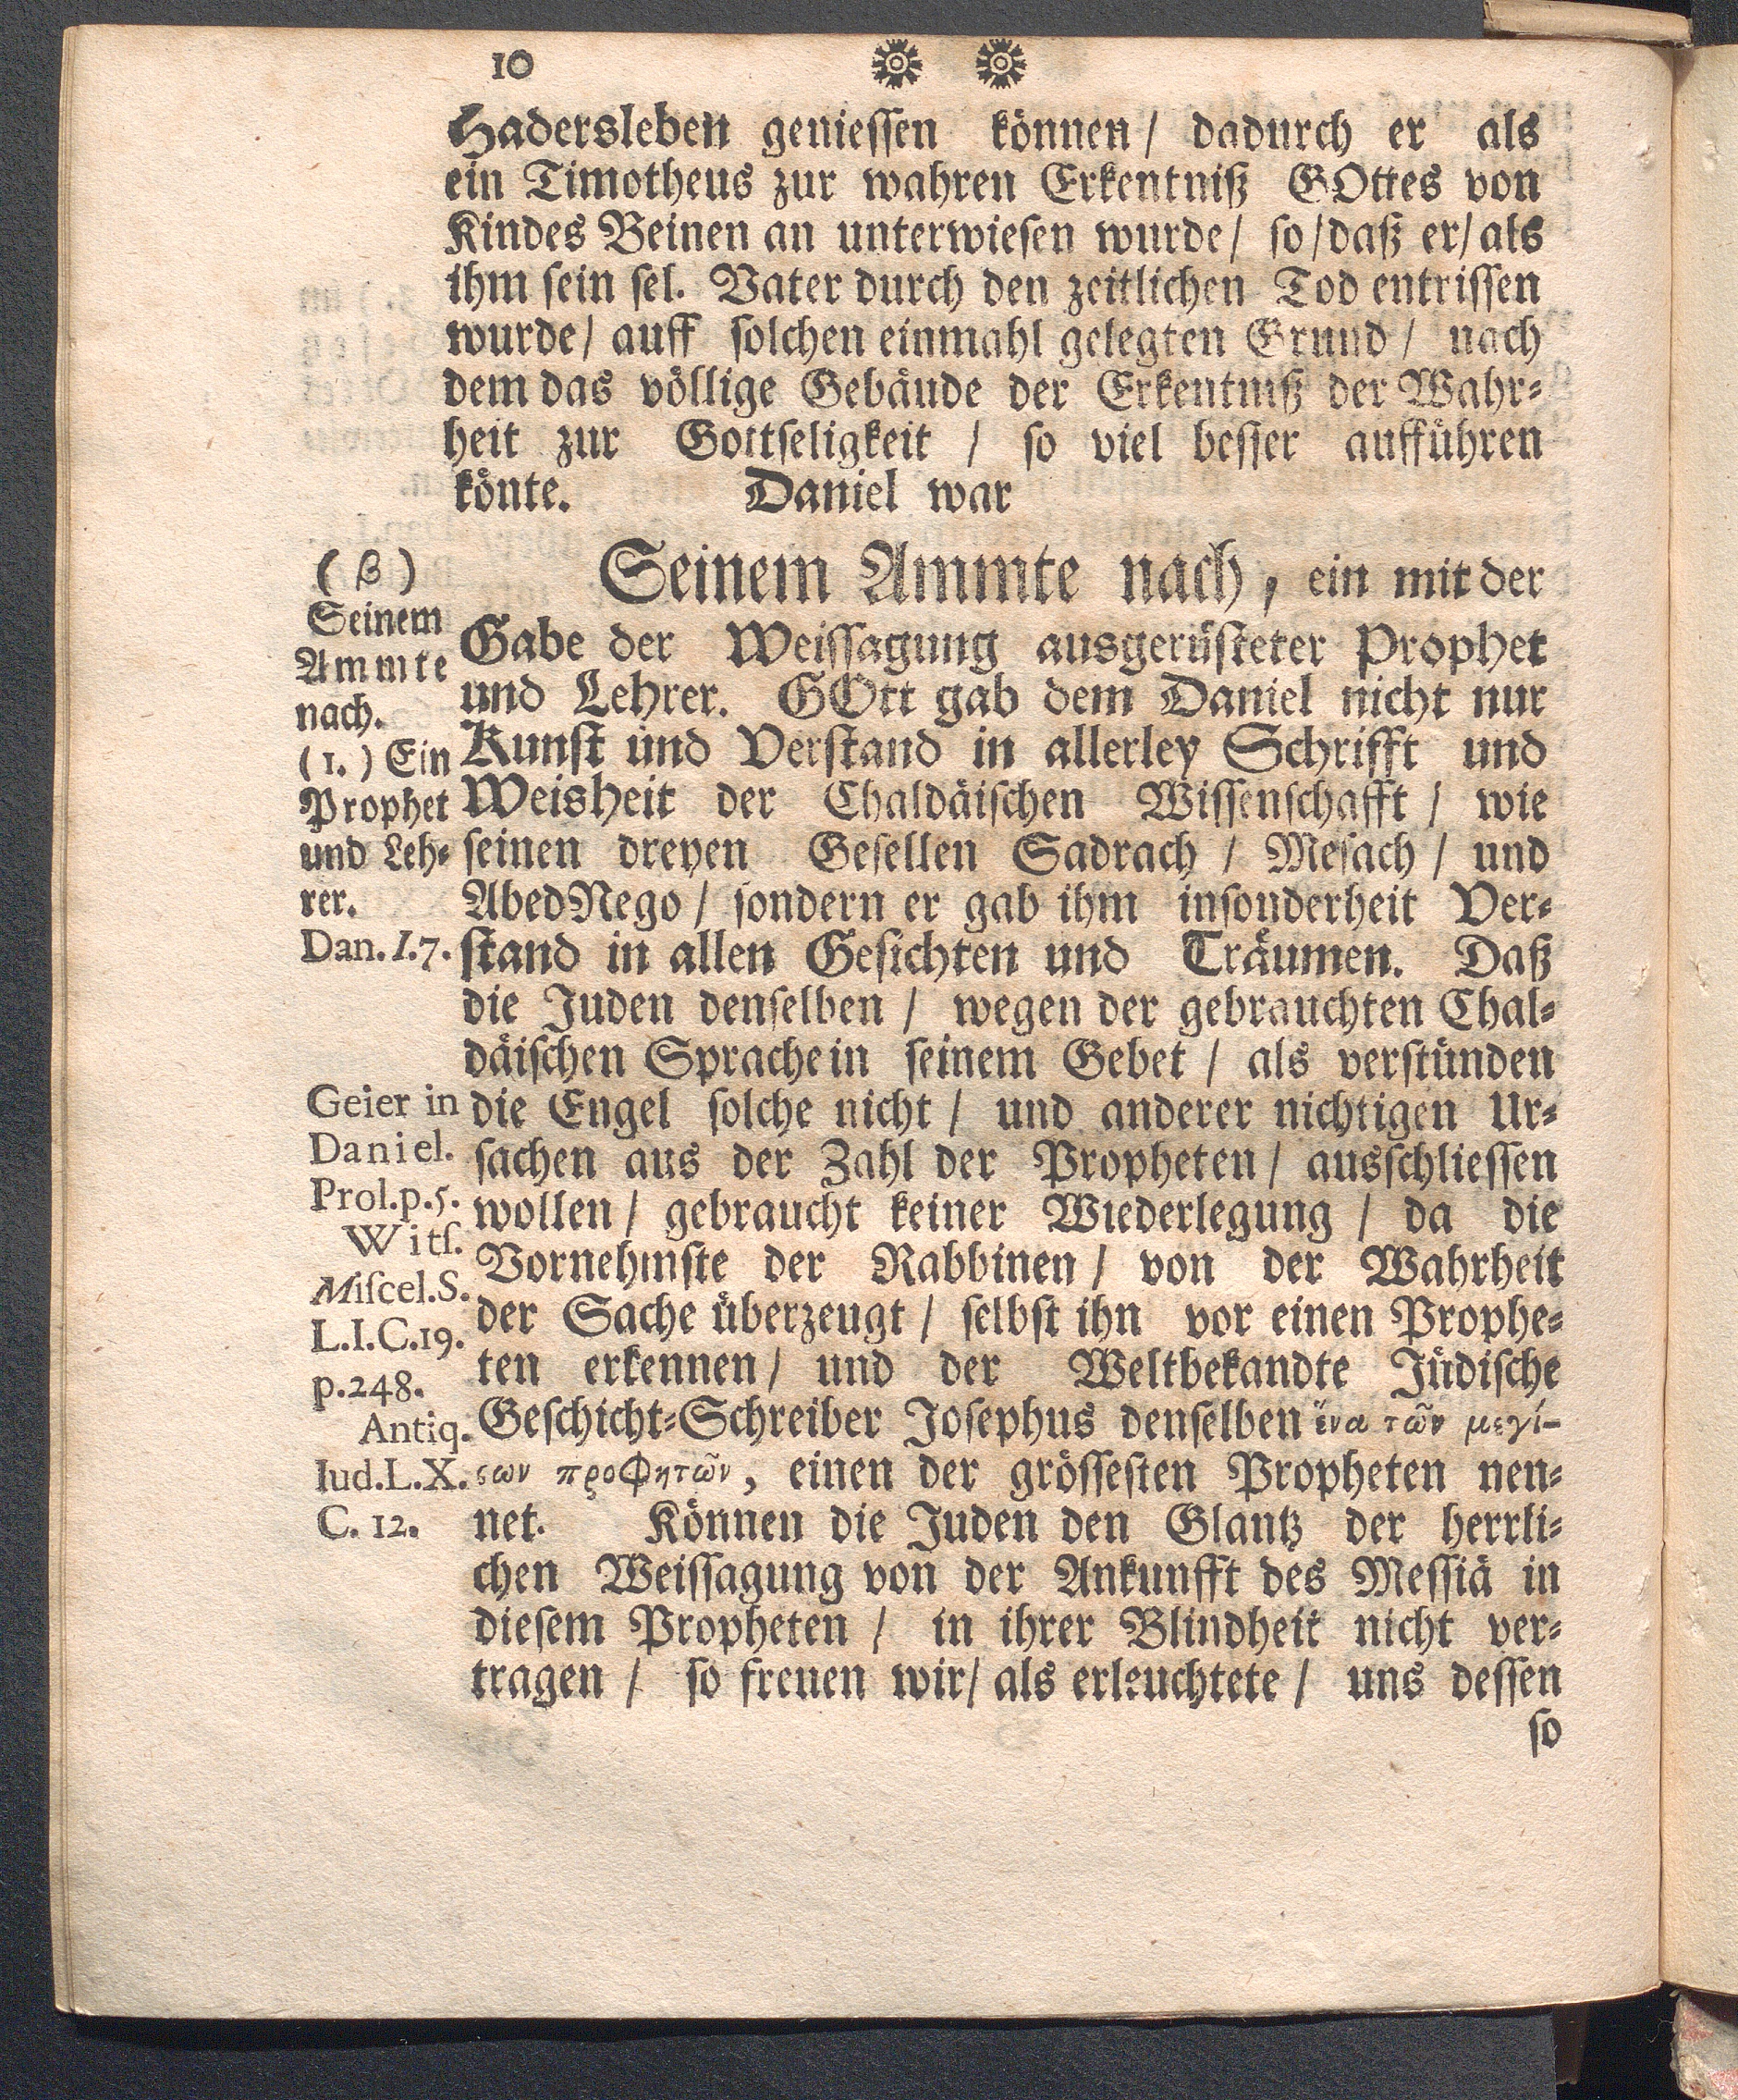 10
Hadersleben geniessen können / dadurch er als
ein Timotheus zur wahren Erkentniß GOttes von
Kindes Beinen an unterwiesen wurde / so / daß er / als
ihm sein sel. Vater durch den zeitlichen Tod entrissen
wurde / auff solchen einmahl gelegten Grund / nach
dem das völlige Gebäude der Erkentniß der Wahr-
heit zur Gottseligkeit / so viel besser aufführen
könte. Daniel war
Seinem Ammte nach, ein mit der
Gabe der Weissagung ausgerüsteter Prophet
und Lehrer. GOtt gab dem Daniel nicht nur
Kunst und Verstand in allerley Schrifft und
Weisheit der Chaldäischen Wissenschafft / wie
seinen dreyen Gesellen Sadrach / Mesach / und
AbedNego / sondern er gab ihm insonderheit Ver-
stand in allen Gesichten und Träumen. Daß
die Juden denselben / wegen der gebrauchten Chal-
däischen Sprache in seinem Gebet / als verstünden
die Engel solche nicht / und anderer nichtigen Ur-
sachen aus der Zahl der Propheten / ausschliessen
wollen / gebraucht keiner Wiederlegung / da die
Vornehmste der Rabbinen / von der Wahrheit
der Sache überzeugt / selbst ihn vor einen Prophe-
ten erkennen / und der Weltbekandte Jüdische
Geschicht-Schreiber Josephus denselben ἕνα τῶν μεγί-
ϛων προφητῶν, einen der grössesten Propheten nen-
net. Können die Juden den Glantz der herrli-
chen Weissagung von der Ankunfft des Messiä in
diesem Propheten / in ihrer Blindheit nicht ver-
tragen / so freuen wir / als erleuchtete / uns dessen
so
(β)
Seinem
Ammte
nach.
(1.) Ein
Prophet
und Leh-
rer.
Dan. I. 7.
Geier in
Daniel.
Prol. p. 5.
Witſ.
Miſcel. S.
L. I. C. 19.
p. 248.
Antiq.
Iud. L. X.
C. 12.